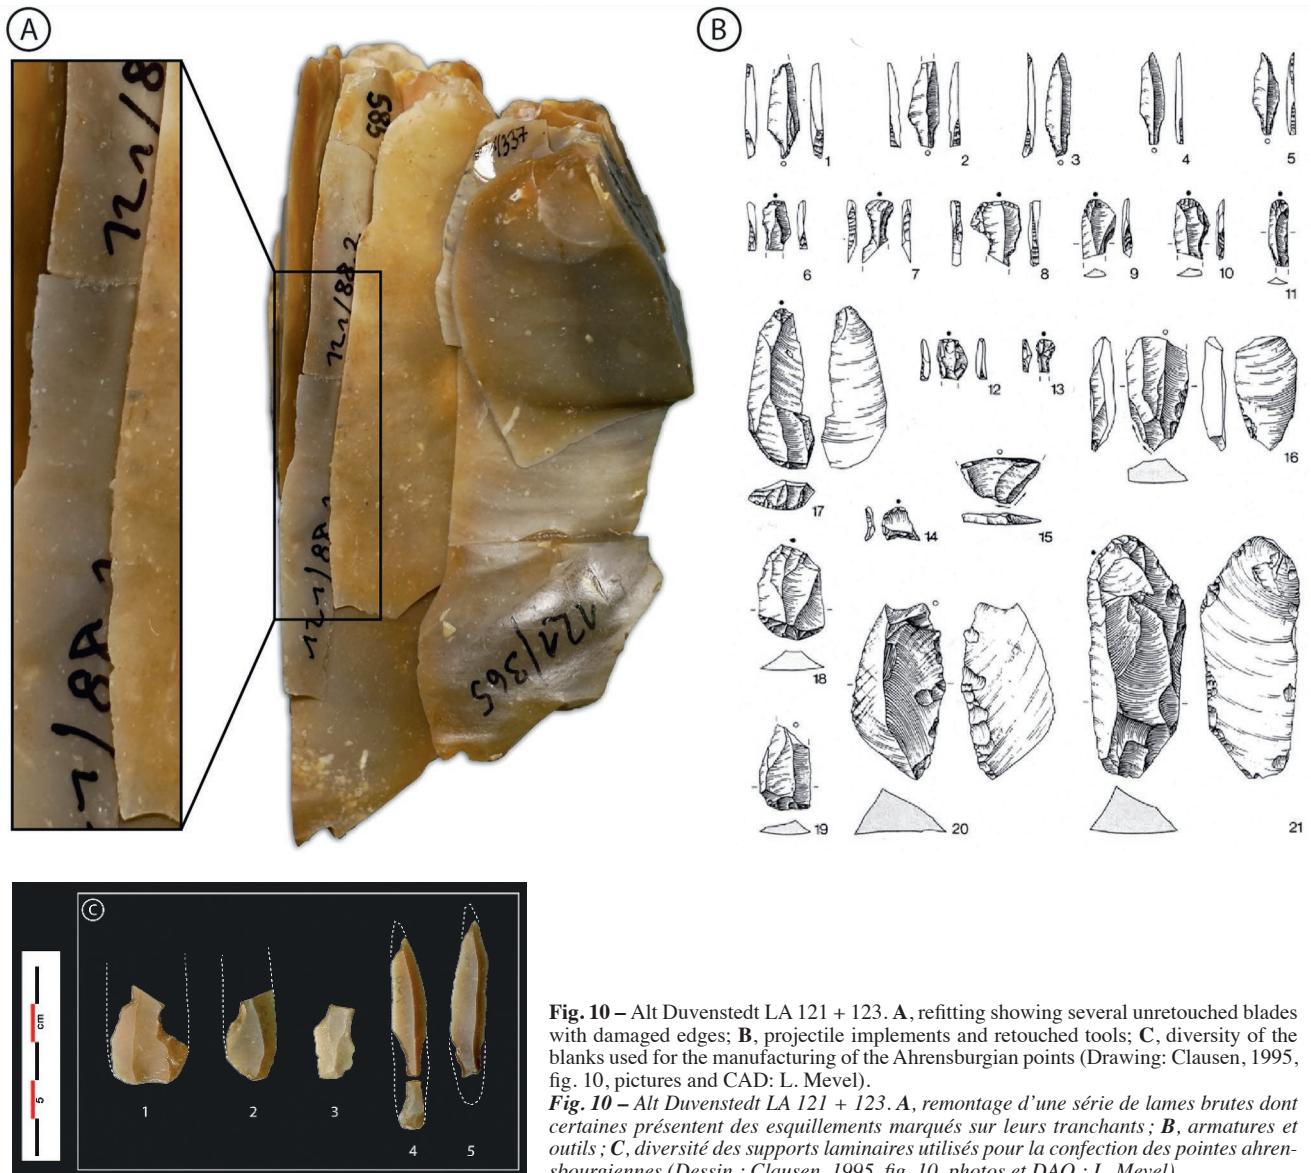 A
B
12 1/8
585
1337
121/88 2
121/88
121/365
1
2
3
4
5
6
7
8
9
10
11
12
13
14
15
16
17
18
19
20
21
C
cm
5
1
2
3
4
5
Fig. 10 – Alt Duvenstedt LA 121 + 123. A, refitting showing several unretouched blades
with damaged edges; B, projectile implements and retouched tools; C, diversity of the
blanks used for the manufacturing of the Ahrensburgian points (Drawing: Clausen, 1995,
fig. 10, pictures and CAD: L. Mevel).
Fig. 10 – Alt Duvenstedt LA 121 + 123. A, remontage d’une série de lames brutes dont
certaines présentent des esquillements marqués sur leurs tranchants ; B, armatures et
outils ; C, diversité des supports laminaires utilisés pour la confection des pointes ahren-
sbourgiennes (Dessin : Clausen, 1995, fig. 10, photos et DAO : L. Mevel).